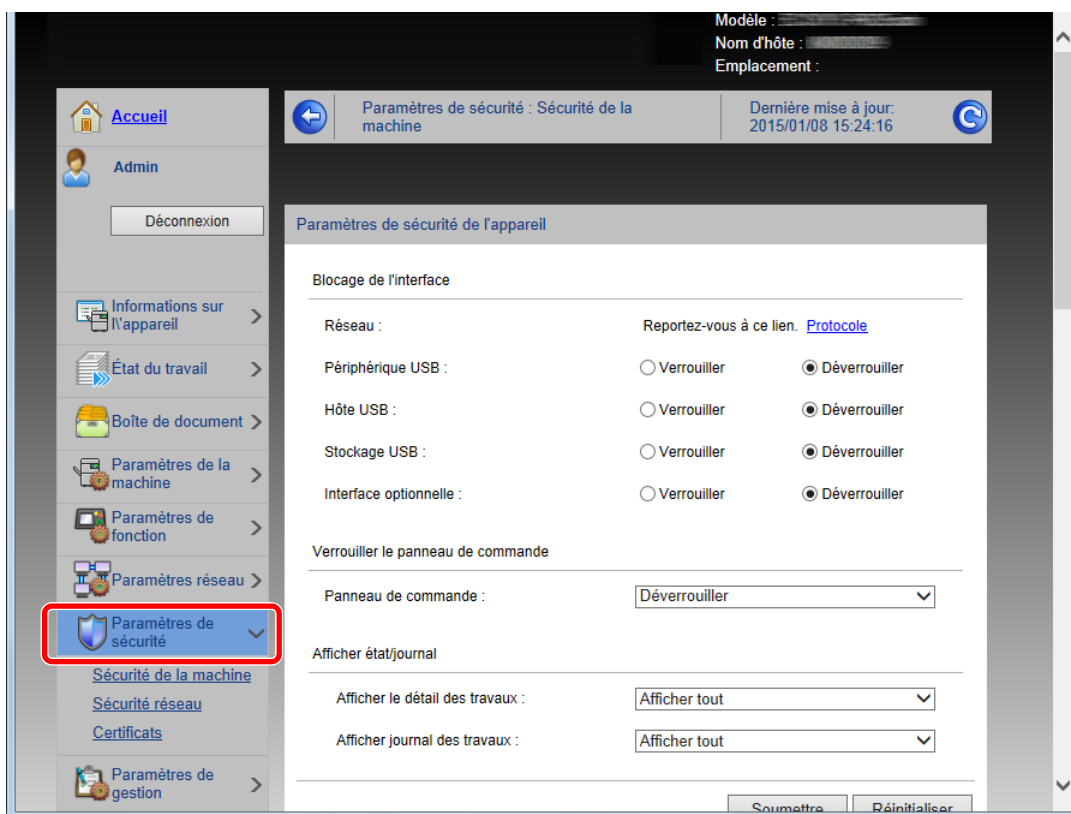 Modèle :
Nom d'hôte :
Emplacement :
Accueil
Admin
Déconnexion
Informations sur
l\'appareil
État du travail
Boîte de document
Paramètres de la
machine
Paramètres de
fonction
Paramètres réseau
Paramètres de
sécurité
Sécurité de la machine
Sécurité réseau
Certificats
Paramètres de
gestion
Paramètres de sécurité : Sécurité de la
machine
Dernière mise à jour:
2015/01/08 15:24:16
Paramètres de sécurité de l'appareil
Blocage de l'interface
Réseau : Reportez-vous à ce lien. Protocole
Périphérique USB : Verrouiller Déverrouiller
Hôte USB : Verrouiller Déverrouiller
Stockage USB : Verrouiller Déverrouiller
Interface optionnelle : Verrouiller Déverrouiller
Verrouiller le panneau de commande
Panneau de commande : Déverrouiller
Afficher état/journal
Afficher le détail des travaux : Afficher tout
Afficher journal des travaux : Afficher tout
Soumettre Réinitialiser